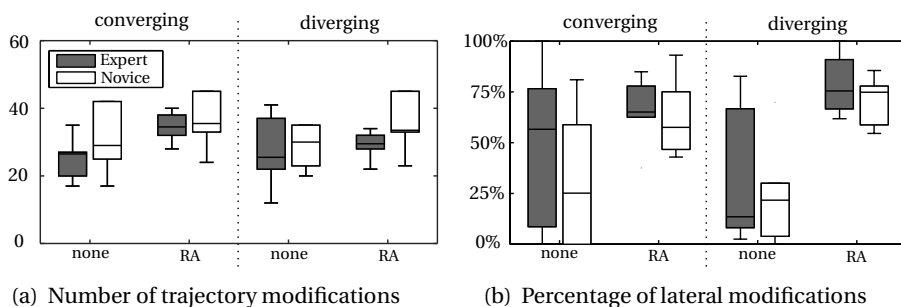 converging diverging
60
40
20
0
Expert
Novice
none RA none RA
(a) Number of trajectory modifications
converging diverging
100%
75%
50%
25%
0%
none RA none RA
(b) Percentage of lateral modifications